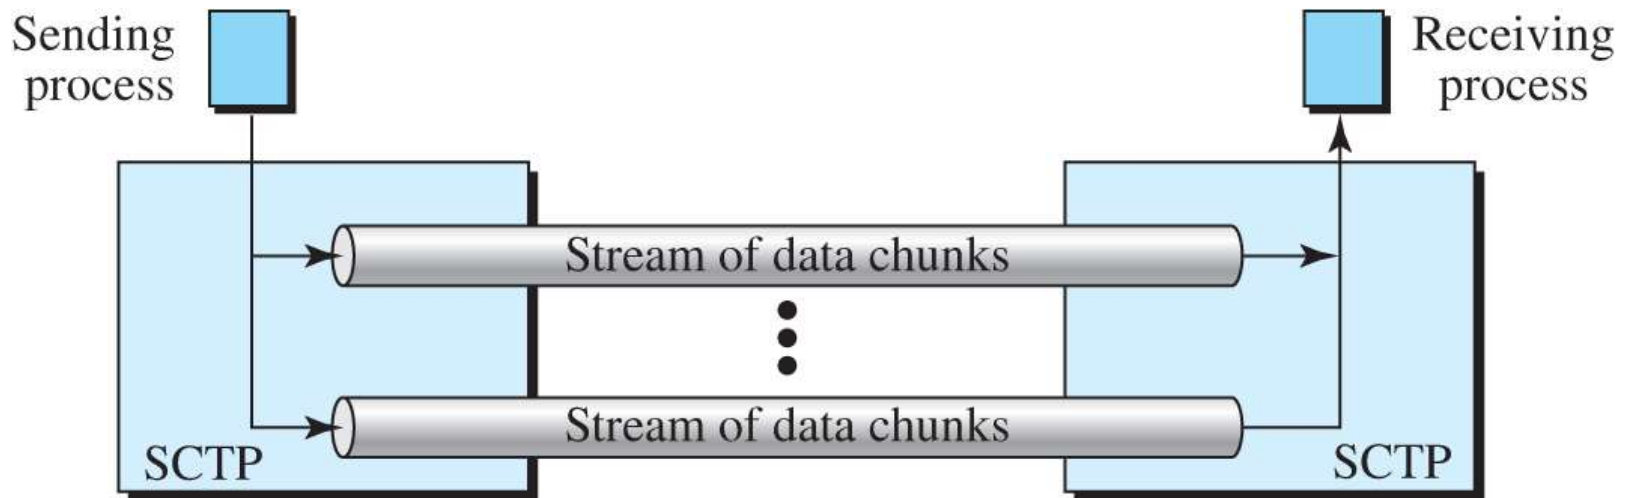 Sending
process
Receiving
process
Stream of data chunks
Stream of data chunks
SCTP
SCTP